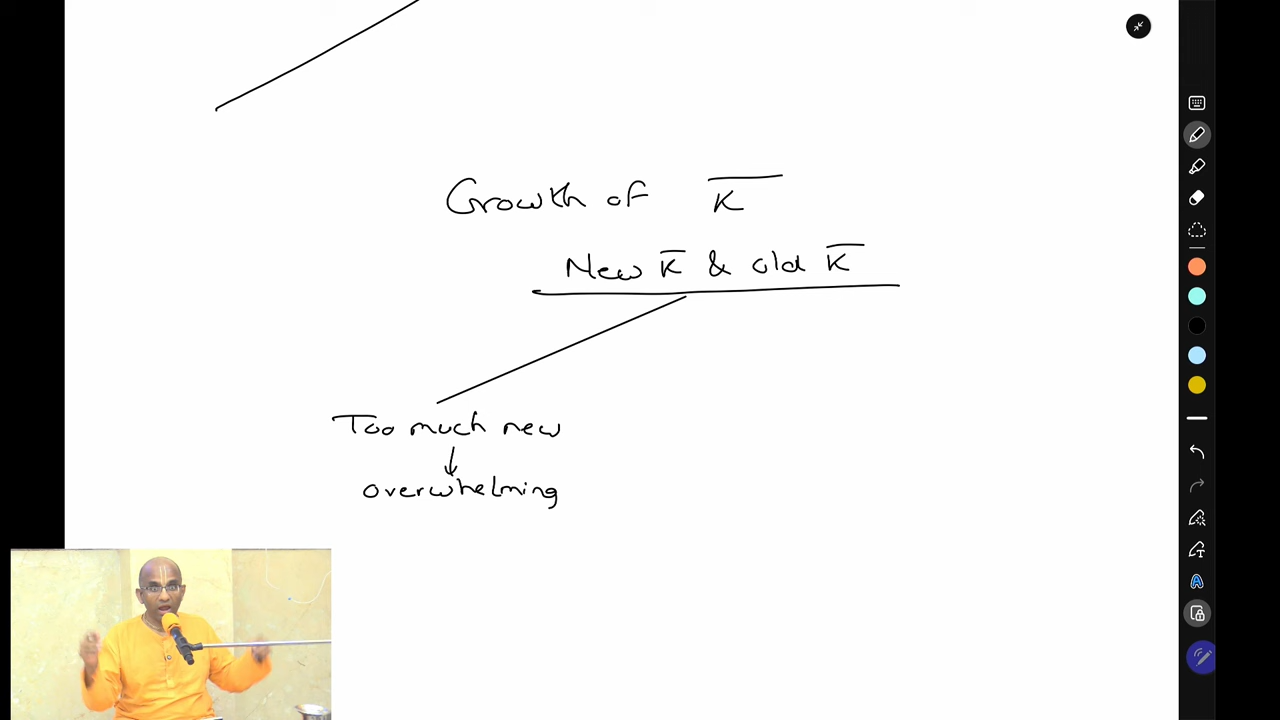 Growth of K̅
New K̅ & old K̅
Too much new
↓
overwhelming